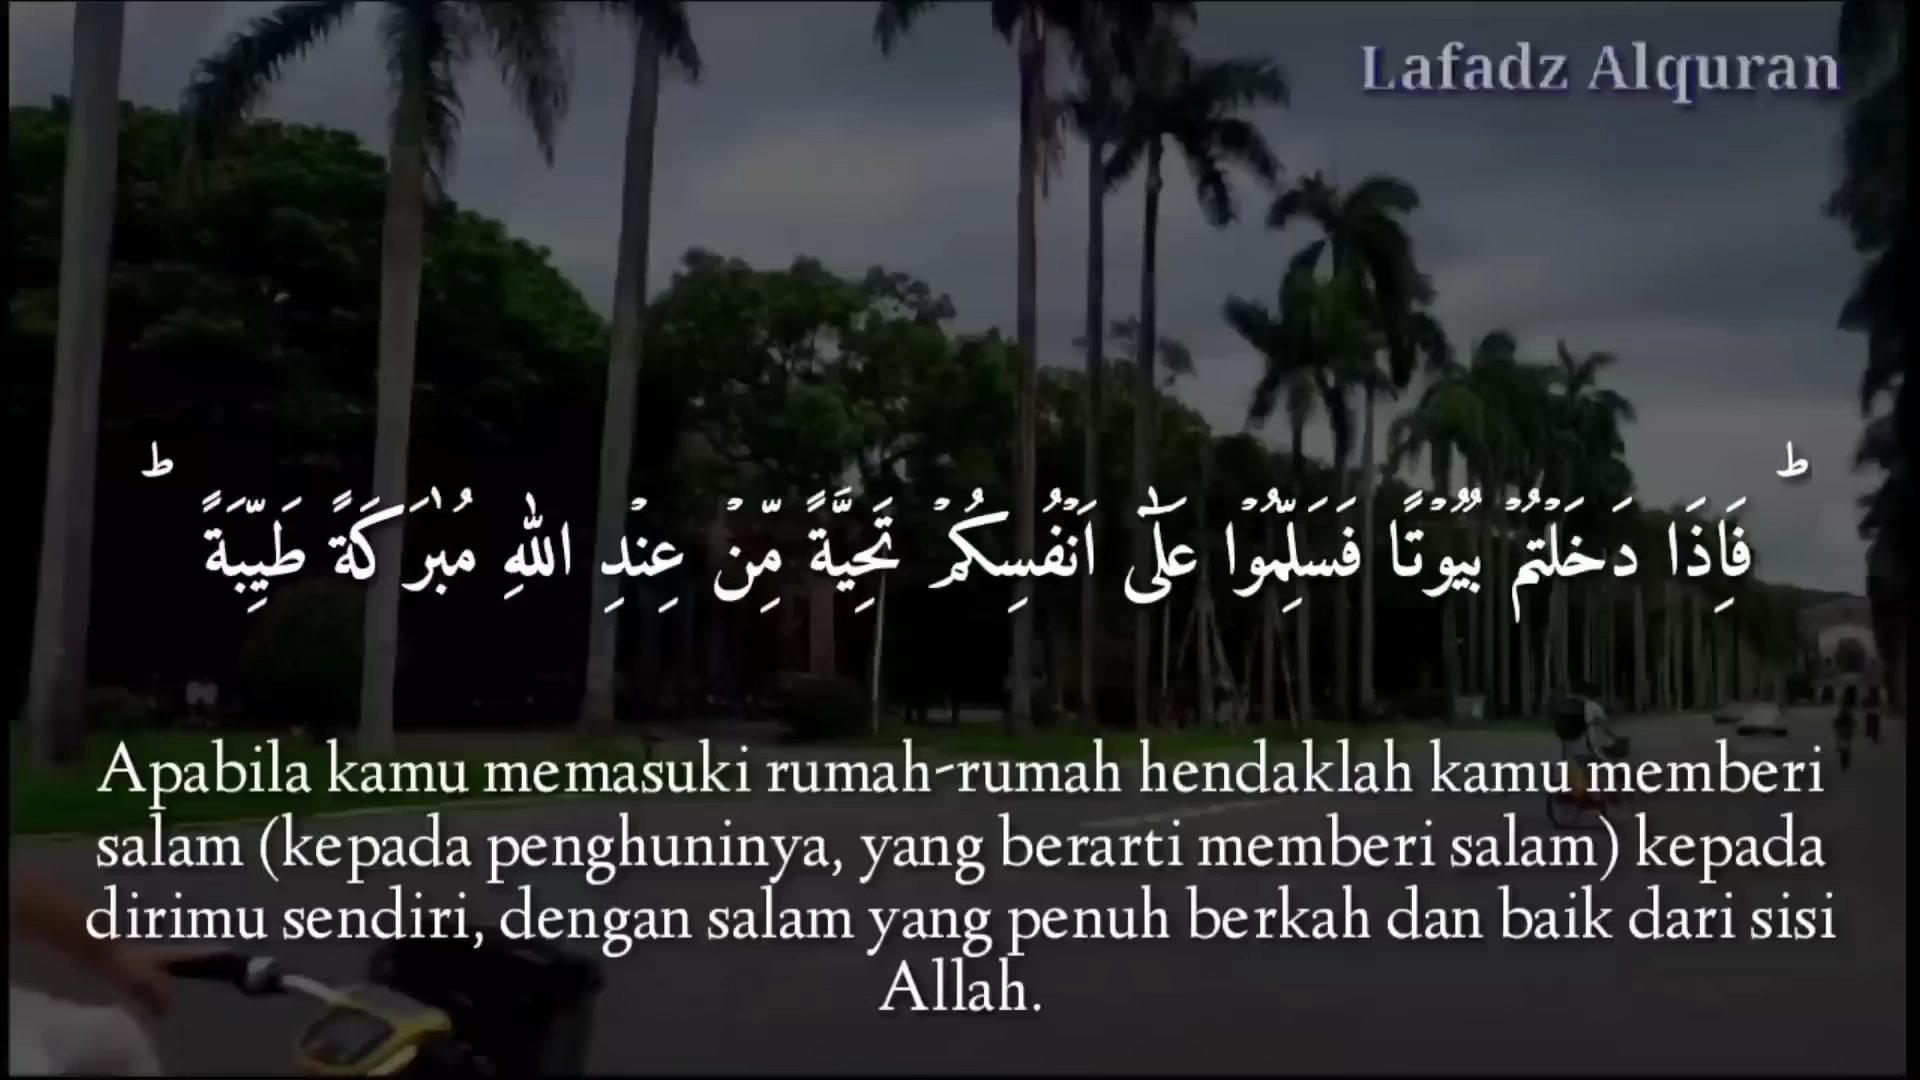 Lafadz Alquran
ؕ فَاِذَا دَخَلۡتُمۡ بُيُوۡتًا فَسَلِّمُوۡا عَلٰٓى اَنۡفُسِكُمۡ تَحِيَّةً مِّنۡ عِنۡدِ اللّٰهِ مُبٰرَكَةً طَيِّبَةً ؕ
Apabila kamu memasuki rumah-rumah hendaklah kamu memberi
salam (kepada penghuninya, yang berarti memberi salam) kepada
dirimu sendiri, dengan salam yang penuh berkah dan baik dari sisi
Allah.